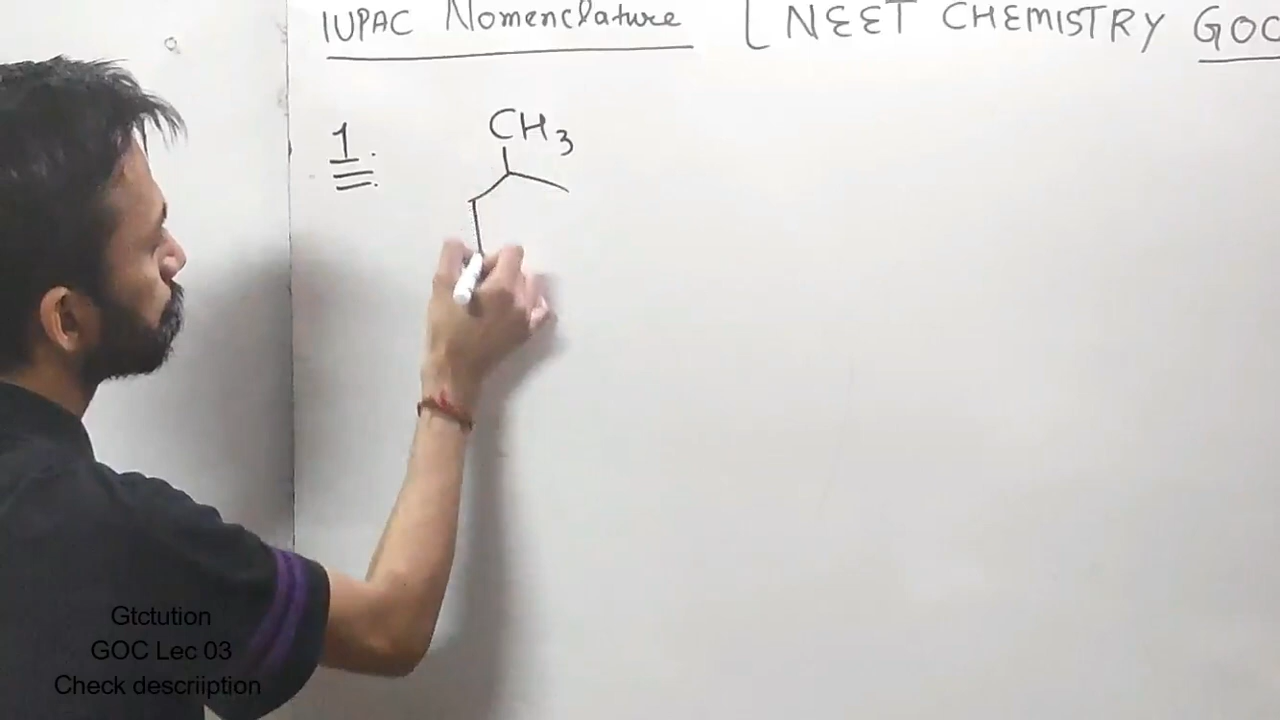 IUPAC Nomenclature [ NEET CHEMISTRY GOC
1.
CH3
Gtctution
GOC Lec 03
Check descriiption